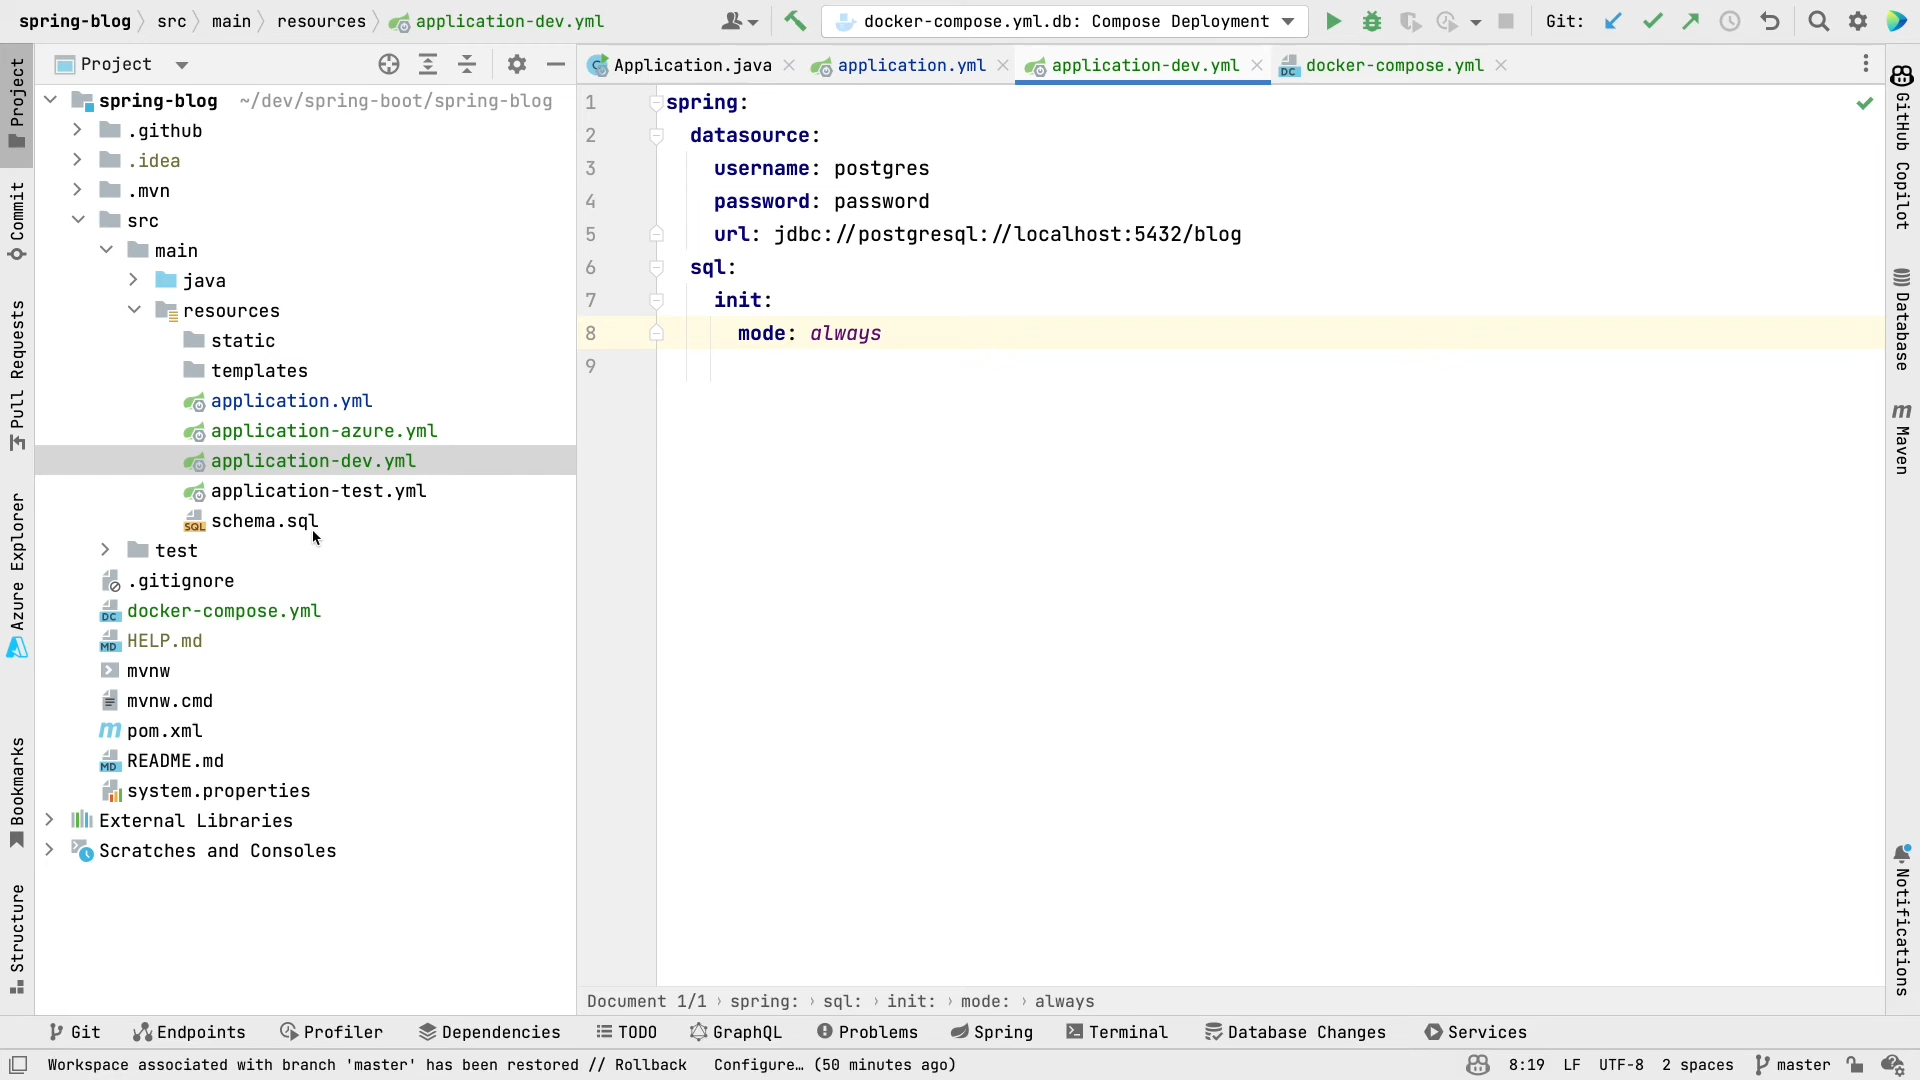 spring-blog src main resources application-dev.yml docker-compose.yml.db: Compose Deployment Git:
Project
Application.java application.yml application-dev.yml DC docker-compose.yml
spring-blog ~/dev/spring-boot/spring-blog
.github
.idea
.mvn
src
main
java
resources
static
templates
application.yml
application-azure.yml
application-dev.yml
application-test.yml
SQL schema.sql
test
.gitignore
DC docker-compose.yml
MD HELP.md
mvnw
mvnw.cmd
m pom.xml
MD README.md
system.properties
External Libraries
Scratches and Consoles
1 spring:
2 datasource:
3 username: postgres
4 password: password
5 url: jdbc://postgresql://localhost:5432/blog
6 sql:
7 init:
8 mode: always
9
Document 1/1 › spring: › sql: › init: › mode: › always
Project
Commit
Pull Requests
Azure Explorer
Bookmarks
Structure
GitHub Copilot
Database
m Maven
Notifications
Git Endpoints Profiler Dependencies TODO GraphQL Problems Spring Terminal Database Changes Services
Workspace associated with branch 'master' has been restored // Rollback Configure… (50 minutes ago) 8:19 LF UTF-8 2 spaces master